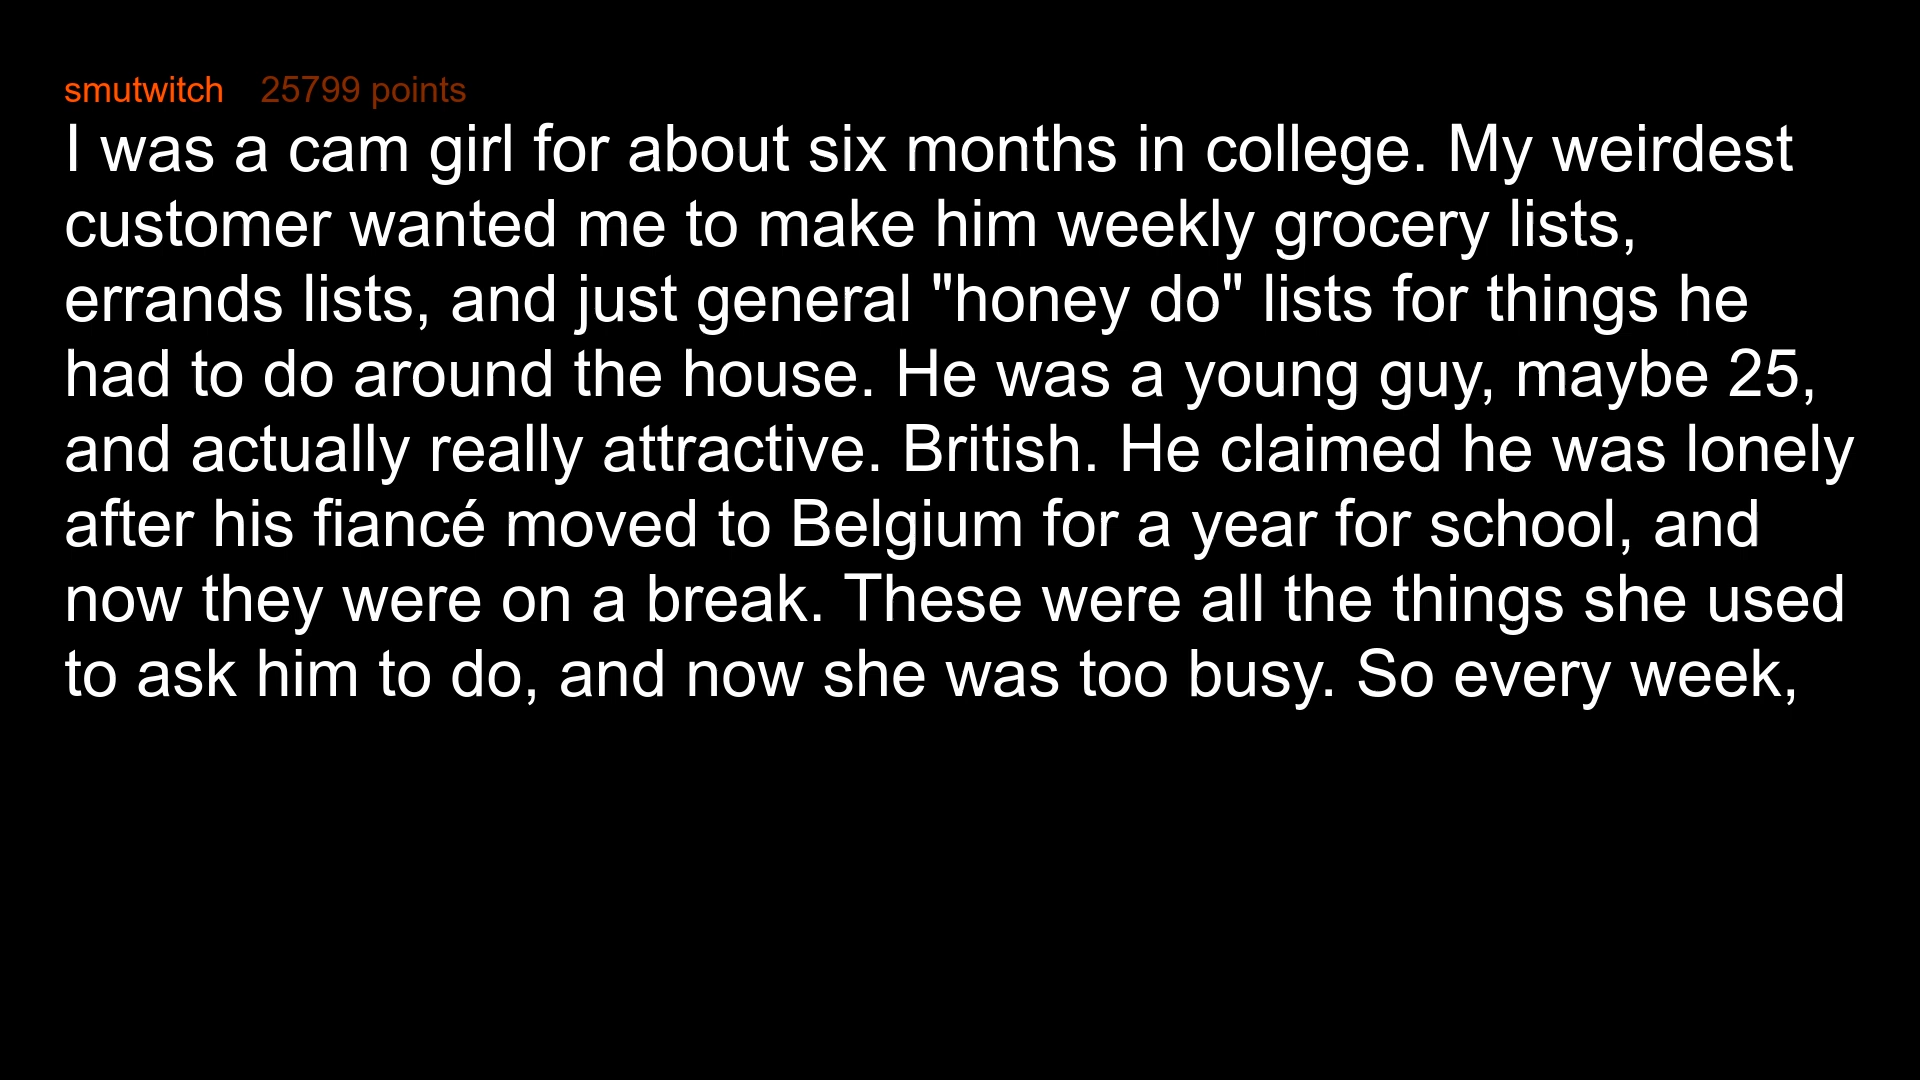 smutwitch 25799 points
I was a cam girl for about six months in college. My weirdest
customer wanted me to make him weekly grocery lists,
errands lists, and just general "honey do" lists for things he
had to do around the house. He was a young guy, maybe 25,
and actually really attractive. British. He claimed he was lonely
after his fiancé moved to Belgium for a year for school, and
now they were on a break. These were all the things she used
to ask him to do, and now she was too busy. So every week,